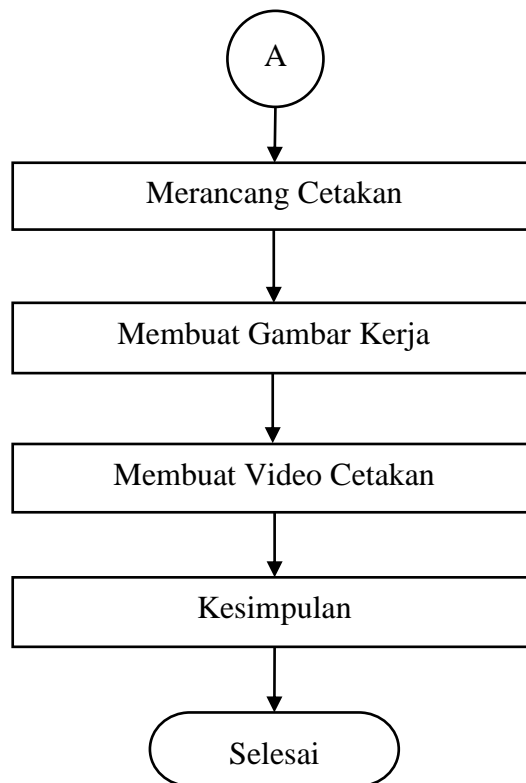 A
Merancang Cetakan
Membuat Gambar Kerja
Membuat Video Cetakan
Kesimpulan
Selesai